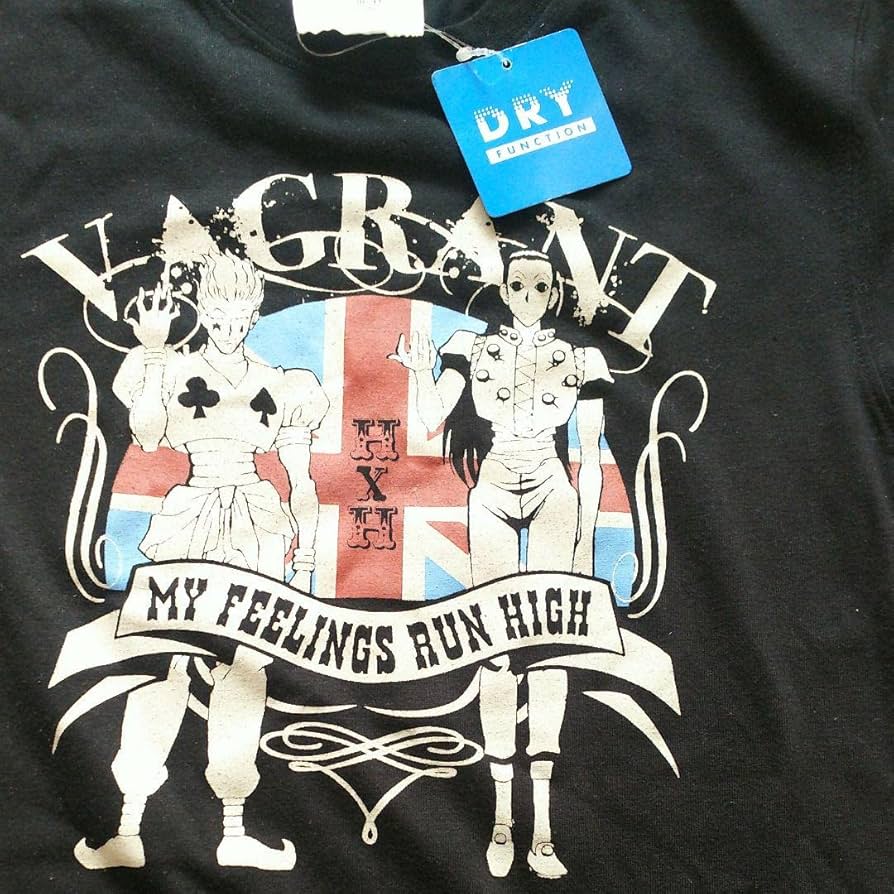 DRY
FUNCTION
VAGRANT
H
X
H
MY FEELINGS RUN HIGH